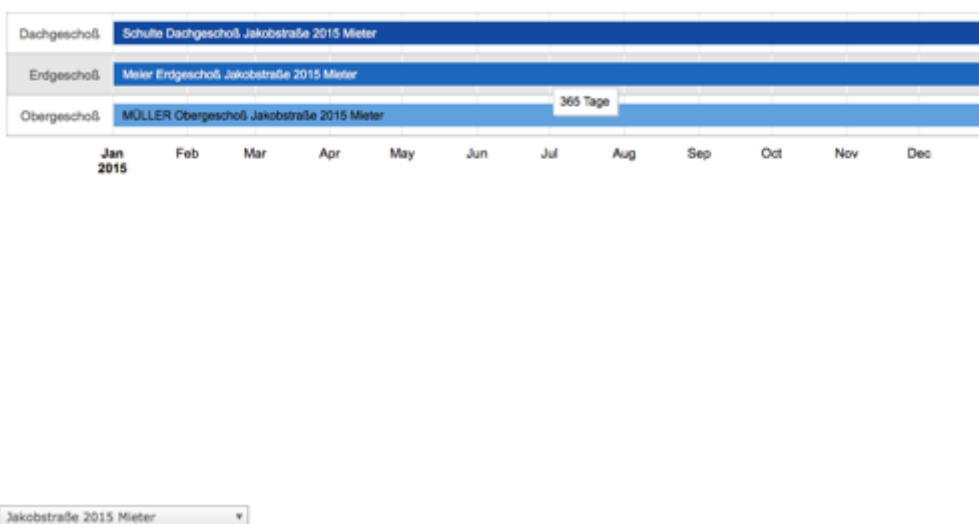 Dachgeschoß Schulte Dachgeschoß Jakobstraße 2015 Mieter
Erdgeschoß Meier Erdgeschoß Jakobstraße 2015 Mieter
365 Tage
Obergeschoß MÜLLER Obergeschoß Jakobstraße 2015 Mieter
Jan Feb Mar Apr May Jun Jul Aug Sep Oct Nov Dec
2015
Jakobstraße 2015 Mieter